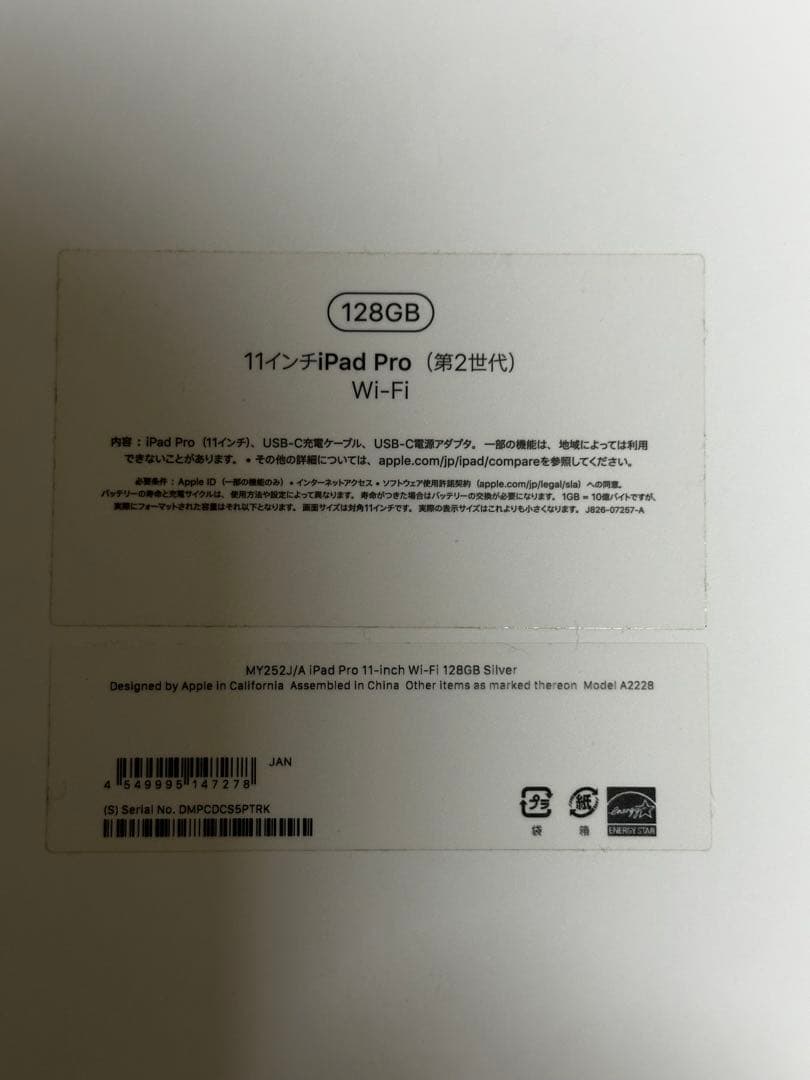 128GB
11インチiPad Pro（第2世代）
Wi-Fi
内容：iPad Pro（11インチ）、USB-C充電ケーブル、USB-C電源アダプタ。一部の機能は、地域によっては利用
できないことがあります。• その他の詳細については、apple.com/jp/ipad/compareを参照してください。
必要条件：Apple ID（一部の機能のみ）• インターネットアクセス • ソフトウェア使用許諾契約（apple.com/jp/legal/sla）への同意。
バッテリーの寿命と充電サイクルは、使用方法や設定によって異なります。寿命がつきた場合はバッテリーの交換が必要になります。1GB = 10億バイトですが、
実際にフォーマットされた容量はそれ以下となります。画面サイズは対角11インチです。実際の表示サイズはこれよりも小さくなります。J826-07257-A
MY252J/A iPad Pro 11-inch Wi-Fi 128GB Silver
Designed by Apple in California Assembled in China Other items as marked thereon Model A2228
JAN
4 549995 147278
(S) Serial No. DMPCDCS5PTRK
プラ
袋
紙
箱
energy
ENERGY STAR